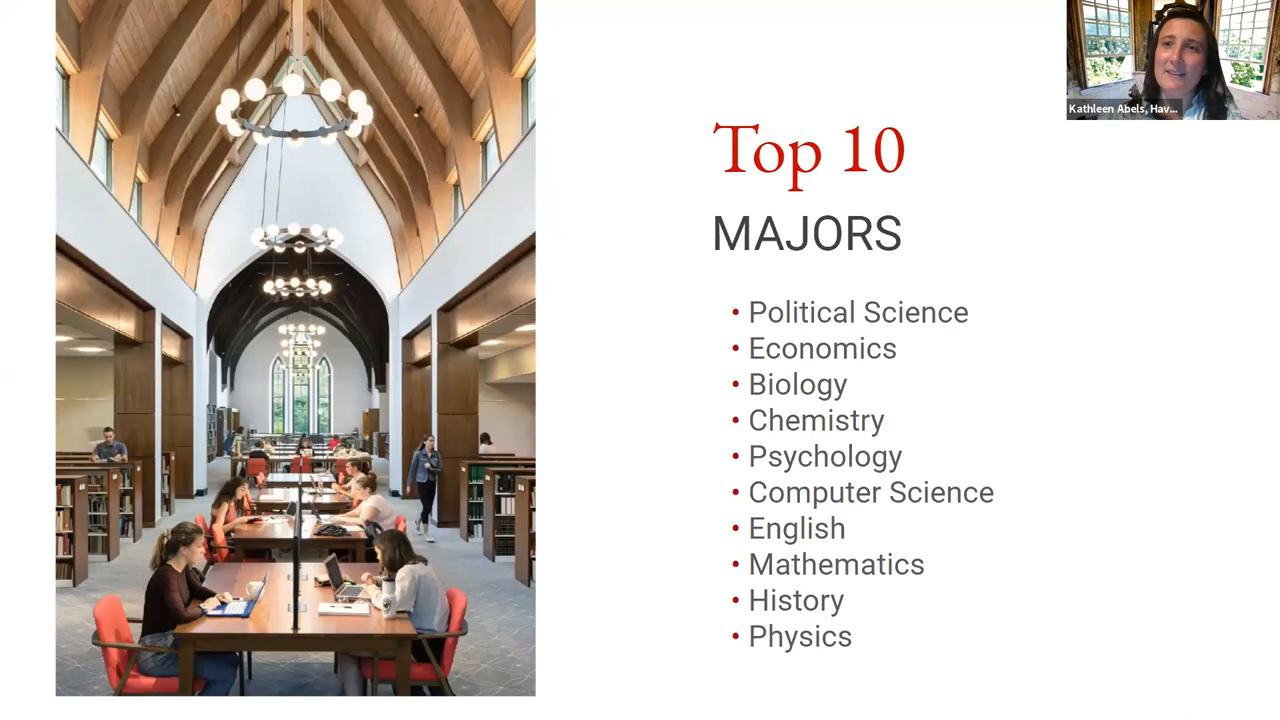 Kathleen Abels, Hav...
Top 10
MAJORS
• Political Science
• Economics
• Biology
• Chemistry
• Psychology
• Computer Science
• English
• Mathematics
• History
• Physics